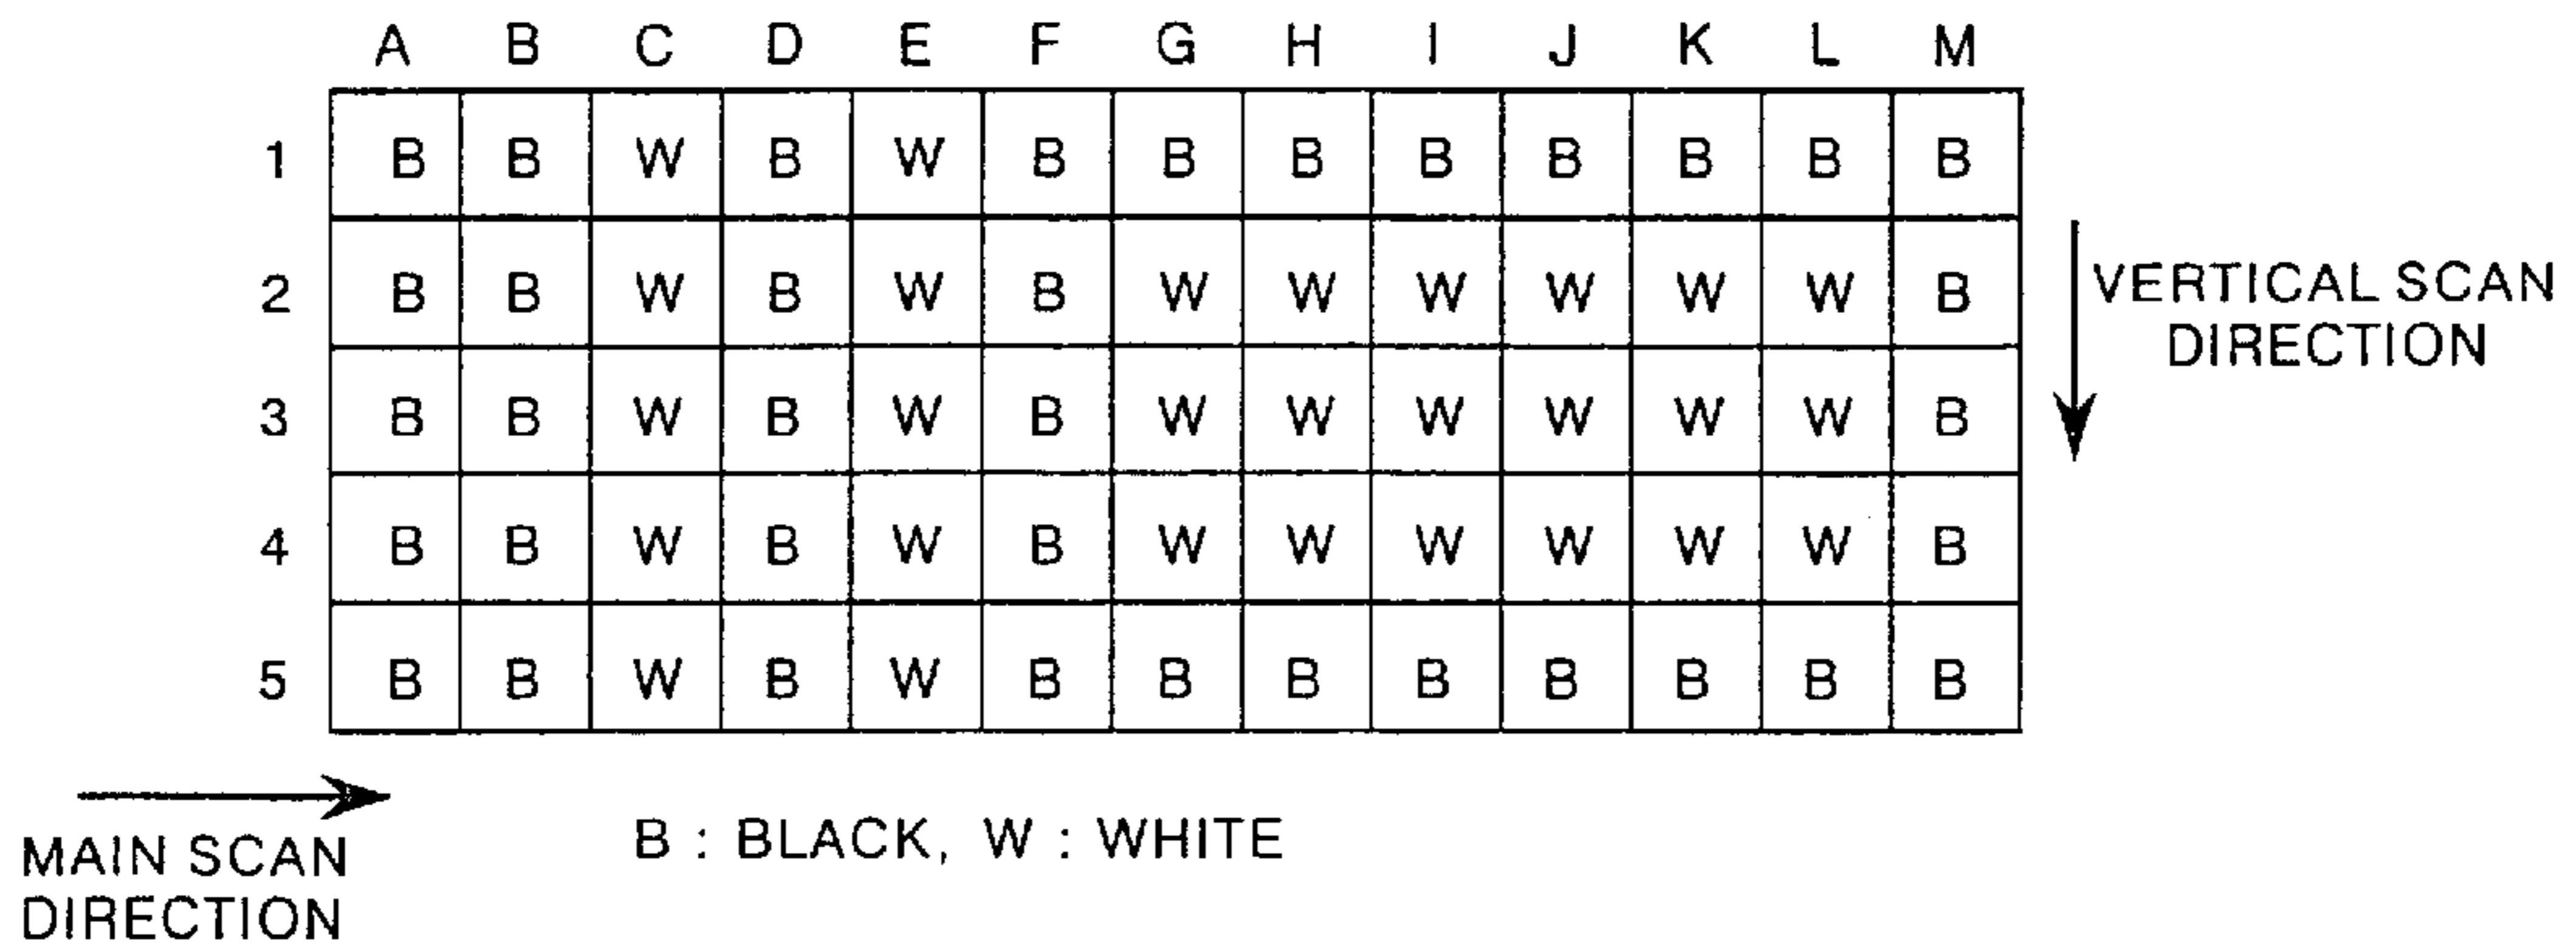 A B C D E F G H I J K L M
1 B B W B W B B B B B B B B
2 B B W B W B W W W W W W B
3 B B W B W B W W W W W W B
4 B B W B W B W W W W W W B
5 B B W B W B B B B B B B B
VERTICAL SCAN
DIRECTION
MAIN SCAN
DIRECTION
B : BLACK, W : WHITE